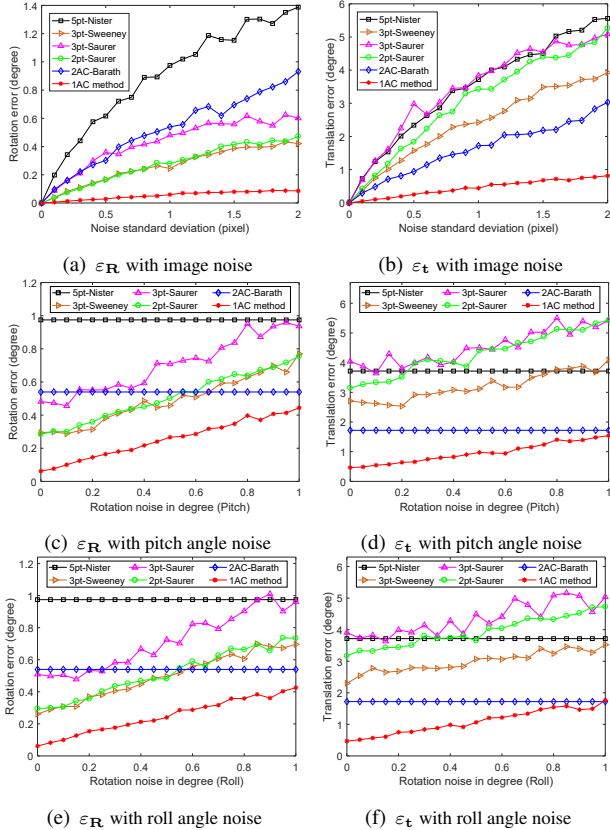 5pt-Nister
3pt-Sweeney
3pt-Saurer
2pt-Saurer
2AC-Barath
1AC method
Rotation error (degree)
0 0.2 0.4 0.6 0.8 1 1.2 1.4
0 0.5 1 1.5 2
Noise standard deviation (pixel)
(a) ε_R with image noise
5pt-Nister
3pt-Sweeney
3pt-Saurer
2pt-Saurer
2AC-Barath
1AC method
Translation error (degree)
0 1 2 3 4 5 6
0 0.5 1 1.5 2
Noise standard deviation (pixel)
(b) ε_t with image noise
5pt-Nister 3pt-Saurer 2AC-Barath
3pt-Sweeney 2pt-Saurer 1AC method
Rotation error (degree)
0 0.2 0.4 0.6 0.8 1 1.2
0 0.2 0.4 0.6 0.8 1
Rotation noise in degree (Pitch)
(c) ε_R with pitch angle noise
5pt-Nister 3pt-Saurer 2AC-Barath
3pt-Sweeney 2pt-Saurer 1AC method
Translation error (degree)
0 1 2 3 4 5 6
0 0.2 0.4 0.6 0.8 1
Rotation noise in degree (Pitch)
(d) ε_t with pitch angle noise
5pt-Nister 3pt-Saurer 2AC-Barath
3pt-Sweeney 2pt-Saurer 1AC method
Rotation error (degree)
0 0.2 0.4 0.6 0.8 1 1.2
0 0.2 0.4 0.6 0.8 1
Rotation noise in degree (Roll)
(e) ε_R with roll angle noise
5pt-Nister 3pt-Saurer 2AC-Barath
3pt-Sweeney 2pt-Saurer 1AC method
Translation error (degree)
0 1 2 3 4 5 6
0 0.2 0.4 0.6 0.8 1
Rotation noise in degree (Roll)
(f) ε_t with roll angle noise